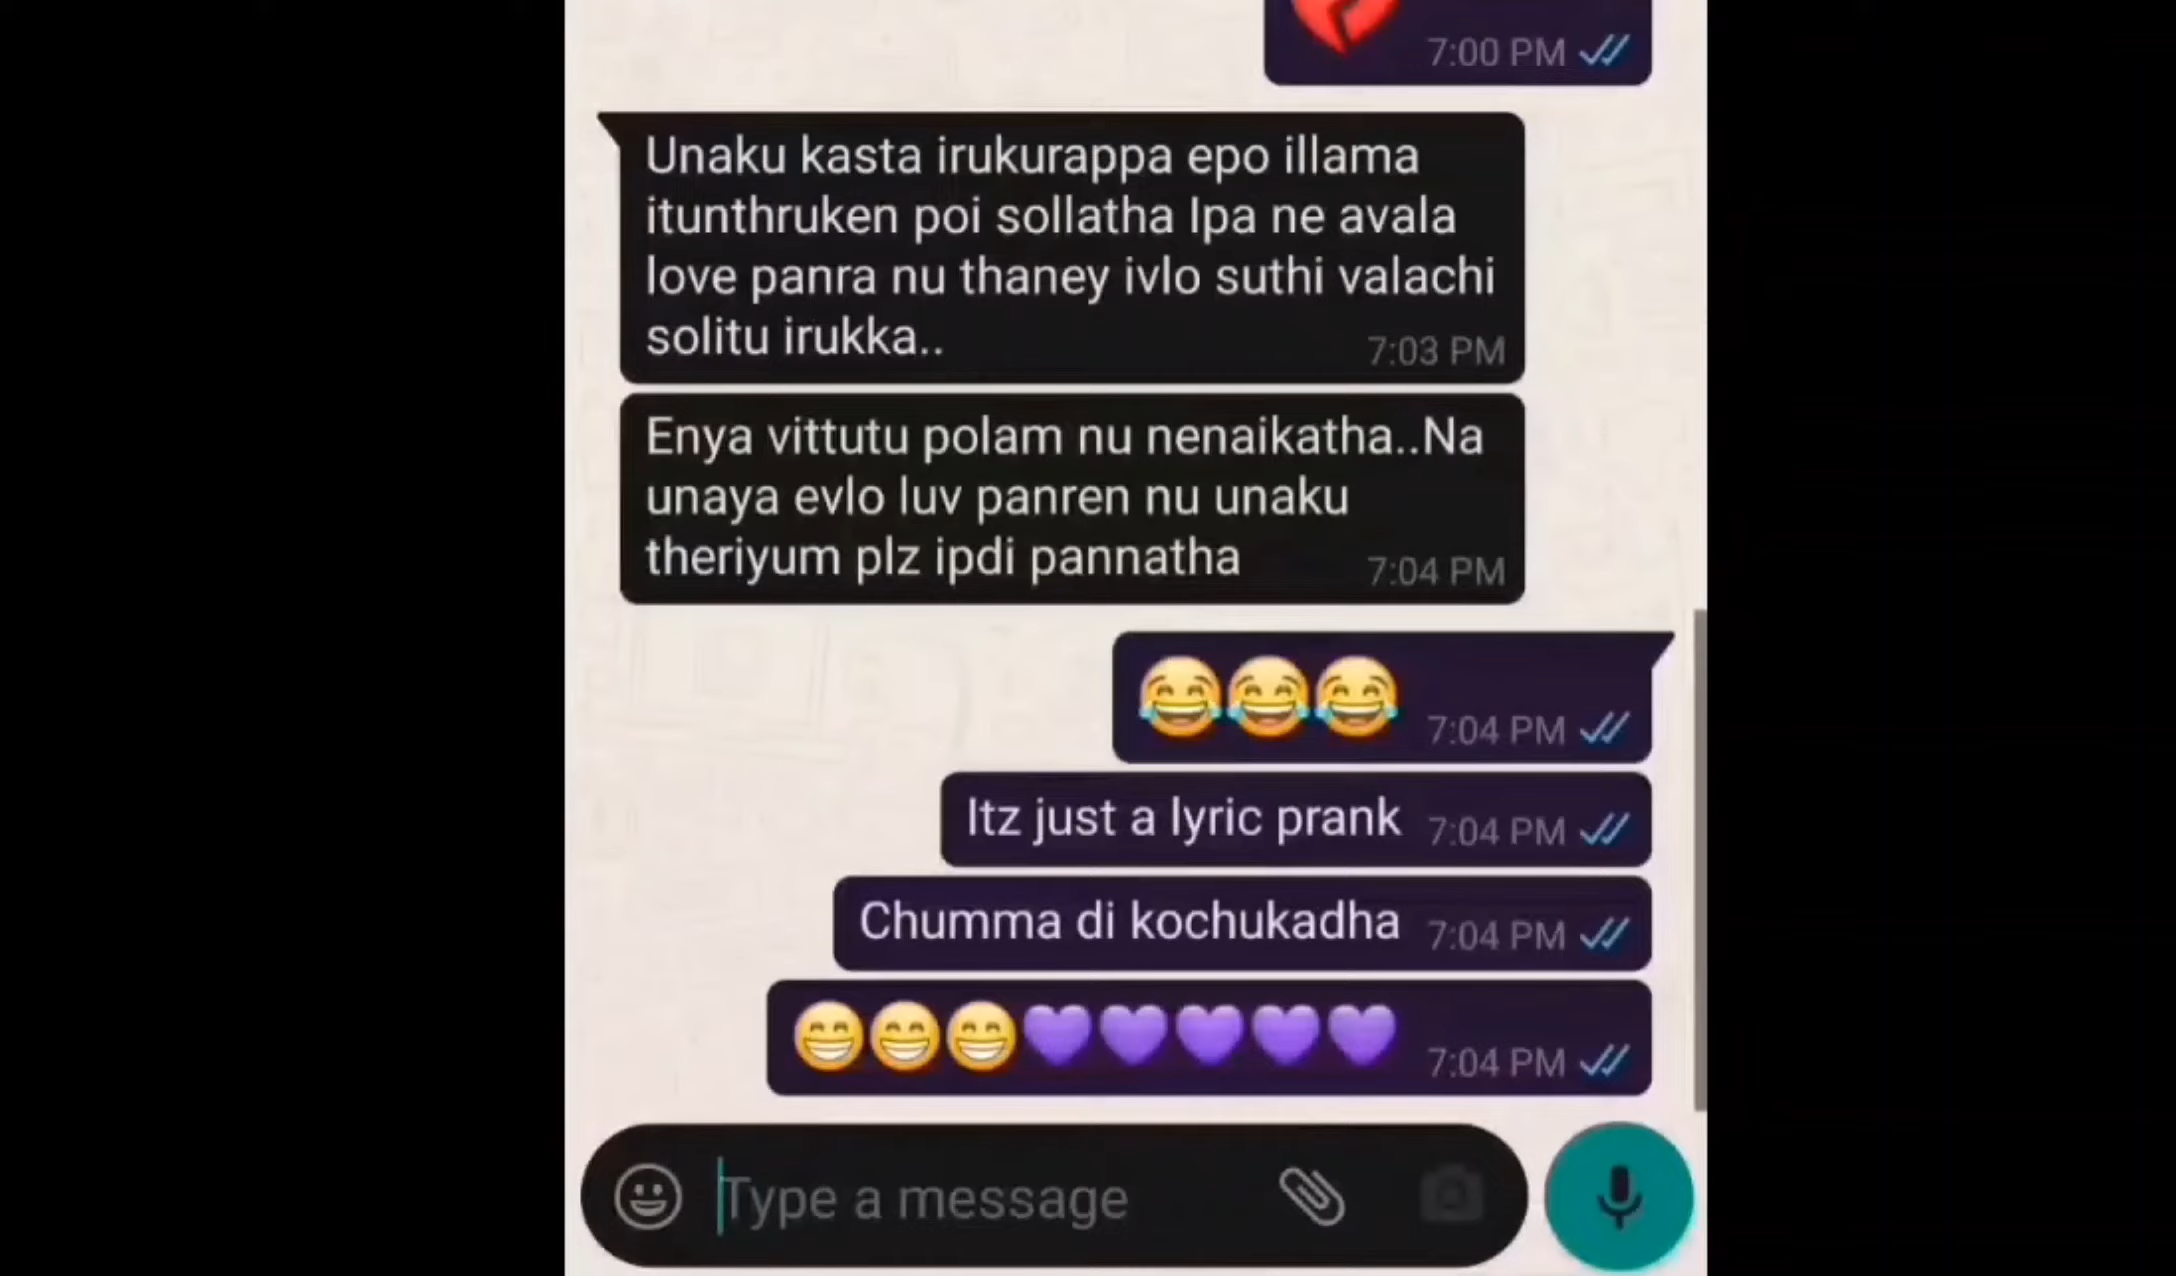 7:00 PM
Unaku kasta irukurappa epo illama
itunthruken poi sollatha Ipa ne avala
love panra nu thaney ivlo suthi valachi
solitu irukka.. 7:03 PM
Enya vittutu polam nu nenaikatha..Na
unaya evlo luv panren nu unaku
theriyum plz ipdi pannatha 7:04 PM
😂😂😂 7:04 PM
Itz just a lyric prank 7:04 PM
Chumma di kochukadha 7:04 PM
😁😁😁💜💜💜💜💜 7:04 PM
Type a message